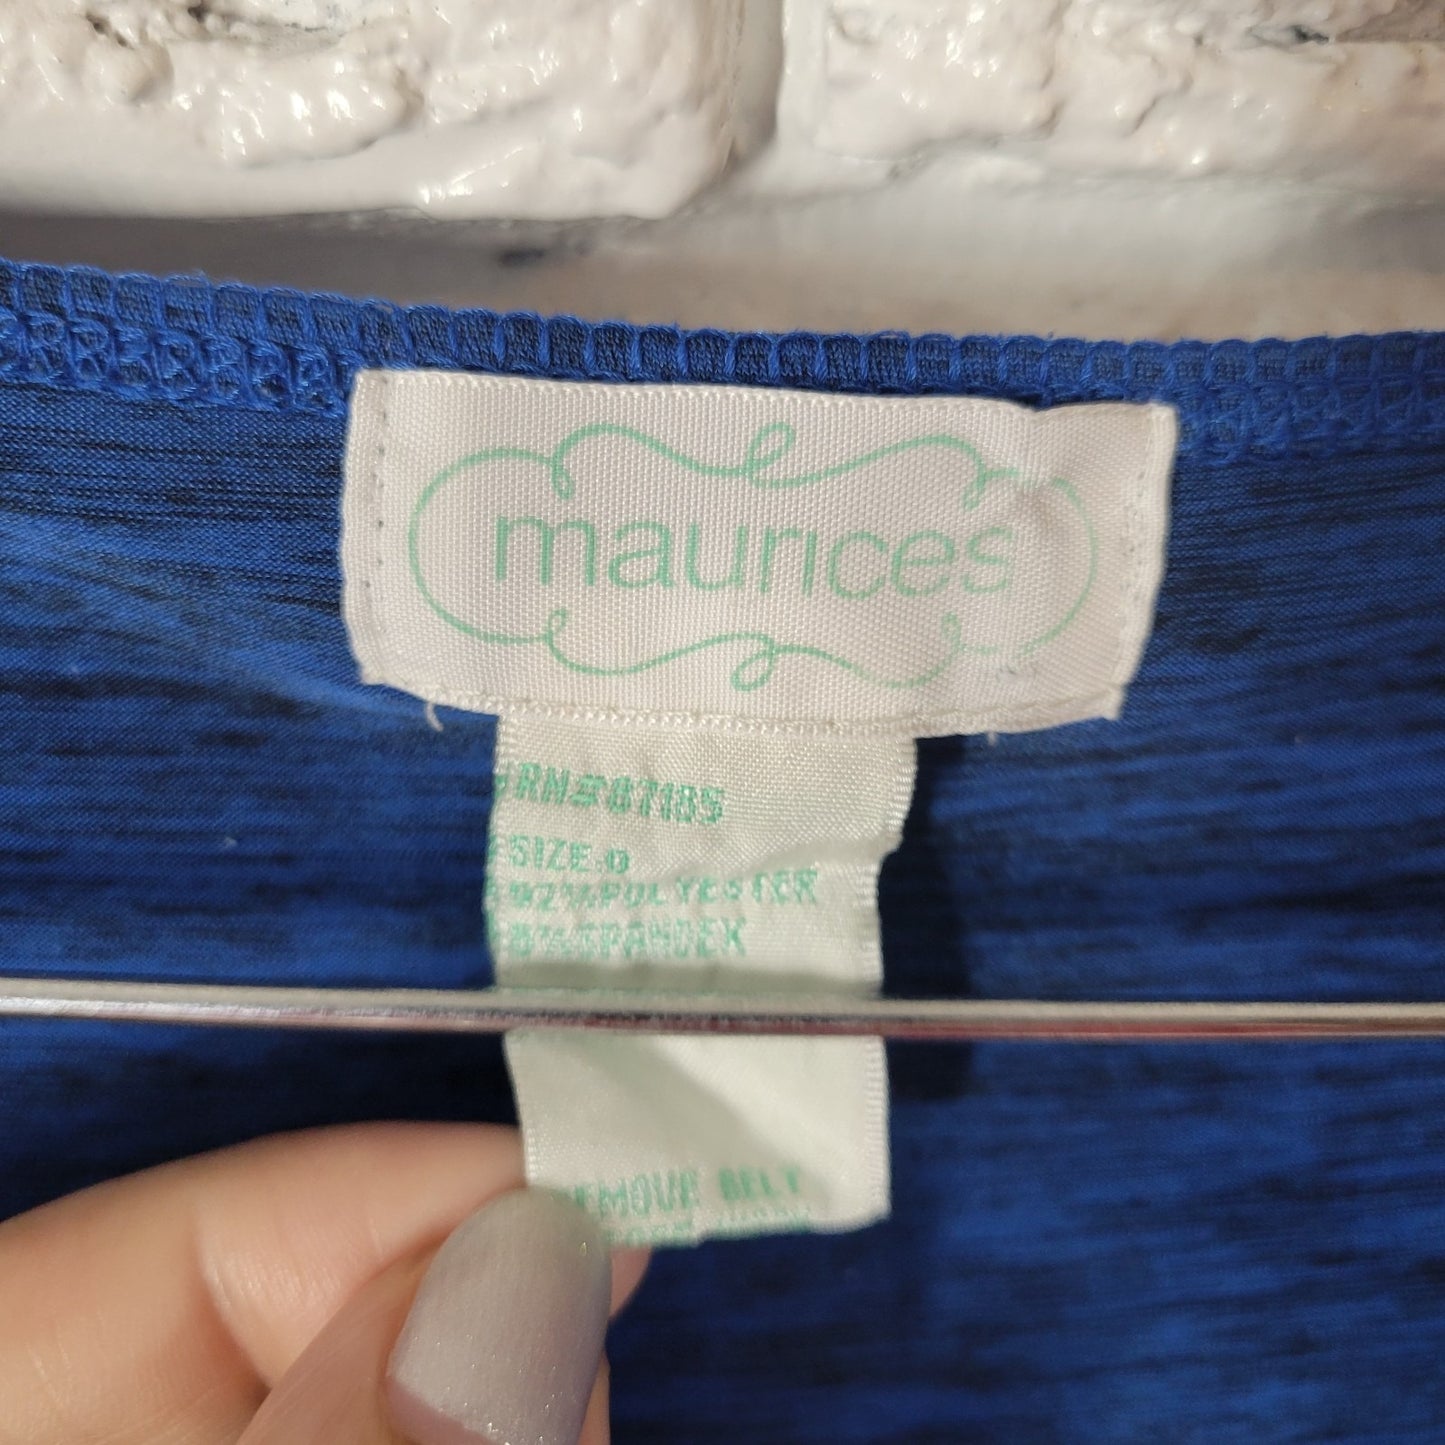 maurices
RN#87185
SIZE 0
92% POLYESTER
8% SPANDEX
REMOVE BELT